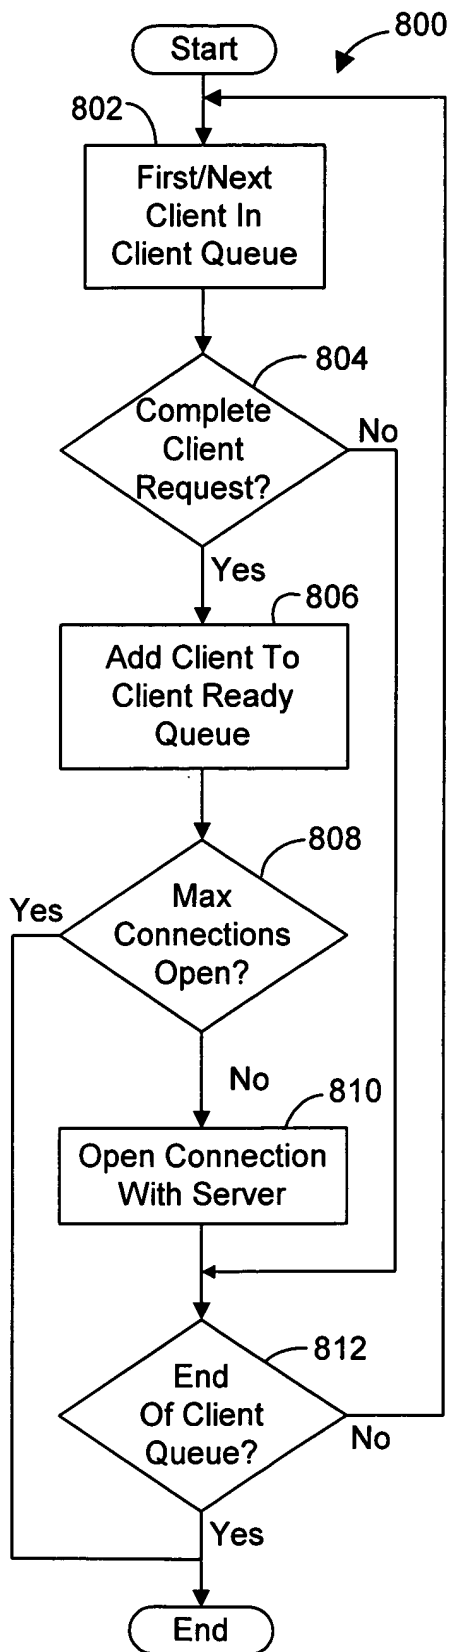 Start
800
802
First/Next
Client In
Client Queue
804
Complete
Client
Request?
No
Yes
806
Add Client To
Client Ready
Queue
808
Yes
Max
Connections
Open?
No
810
Open Connection
With Server
812
End
Of Client
Queue?
No
Yes
End